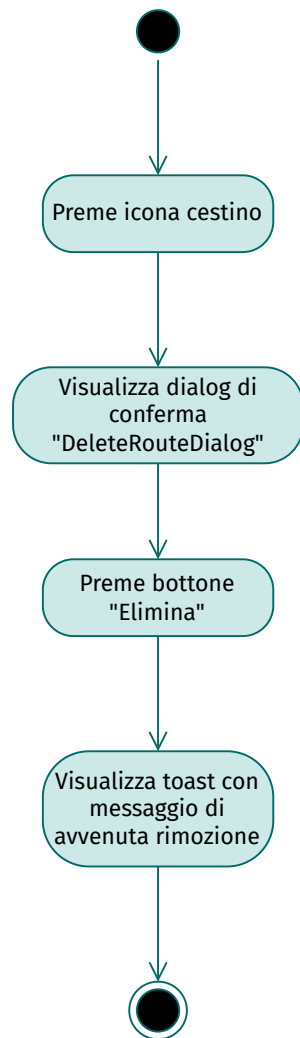 Preme icona cestino
Visualizza dialog di
conferma
"DeleteRouteDialog"
Preme bottone
"Elimina"
Visualizza toast con
messaggio di
avvenuta rimozione